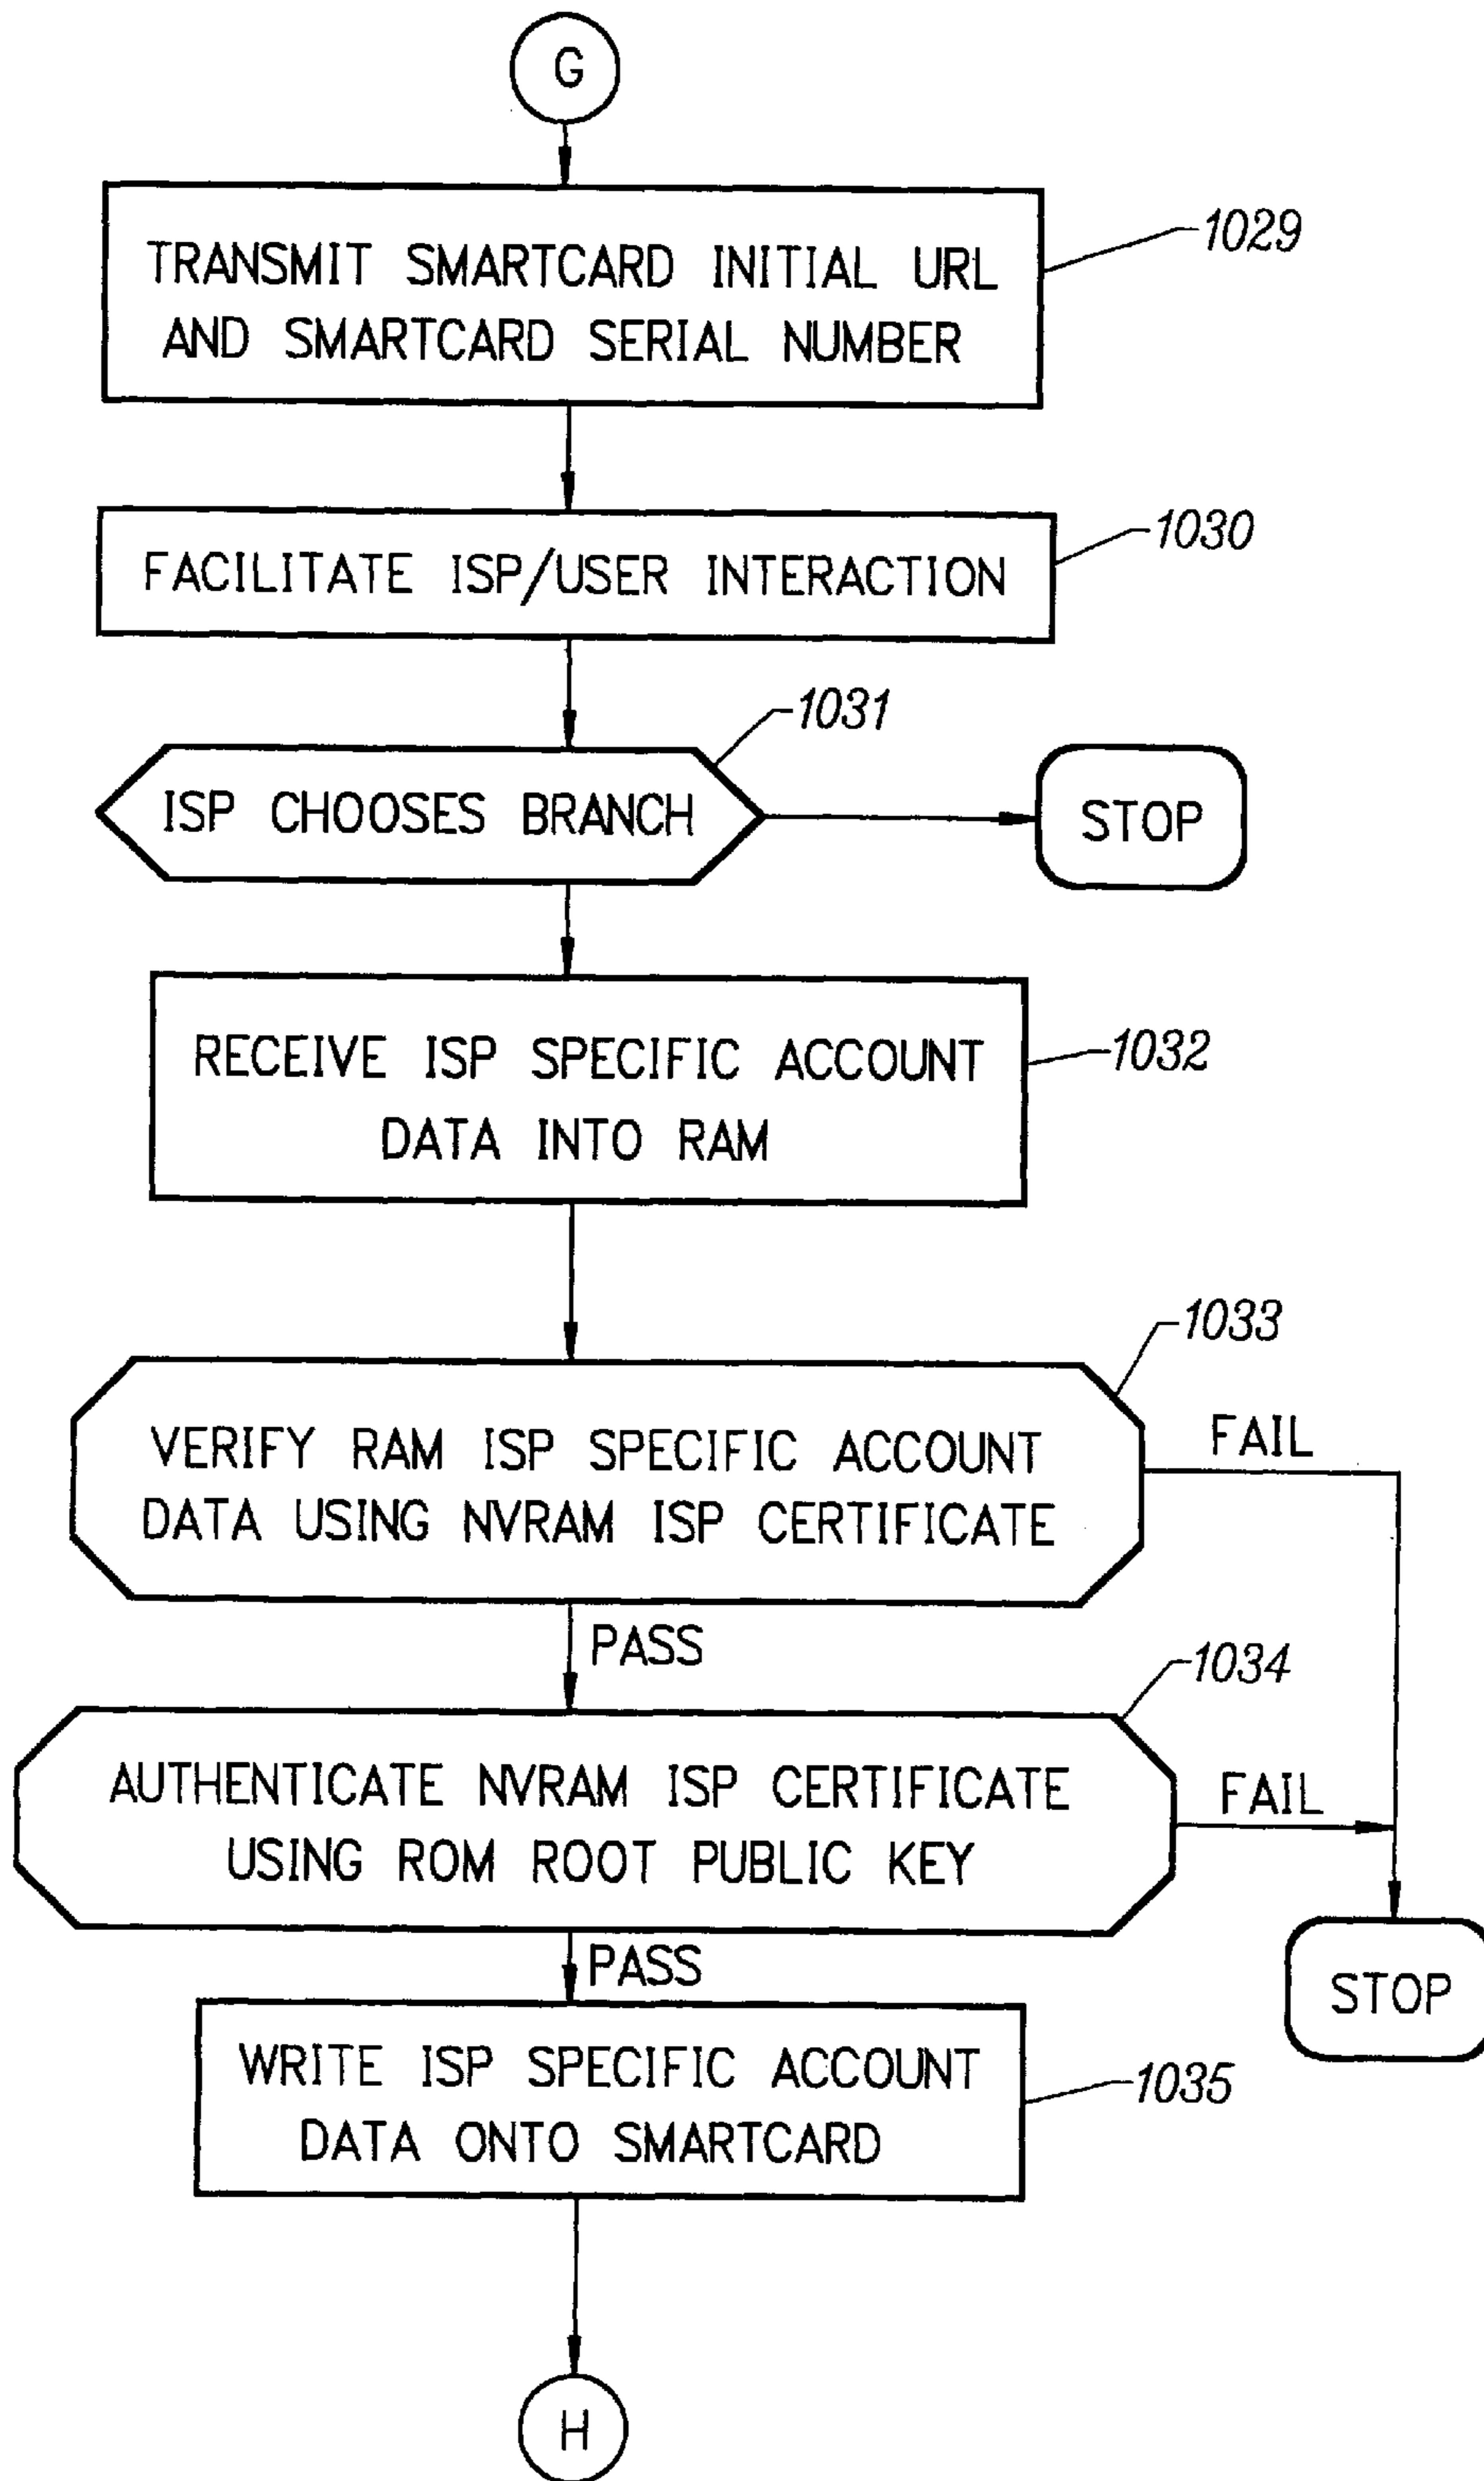 G
TRANSMIT SMARTCARD INITIAL URL
AND SMARTCARD SERIAL NUMBER
1029
FACILITATE ISP/USER INTERACTION
1030
ISP CHOOSES BRANCH
1031
STOP
RECEIVE ISP SPECIFIC ACCOUNT
DATA INTO RAM
1032
VERIFY RAM ISP SPECIFIC ACCOUNT
DATA USING NVRAM ISP CERTIFICATE
1033
FAIL
PASS
AUTHENTICATE NVRAM ISP CERTIFICATE
USING ROM ROOT PUBLIC KEY
1034
FAIL
STOP
PASS
WRITE ISP SPECIFIC ACCOUNT
DATA ONTO SMARTCARD
1035
H